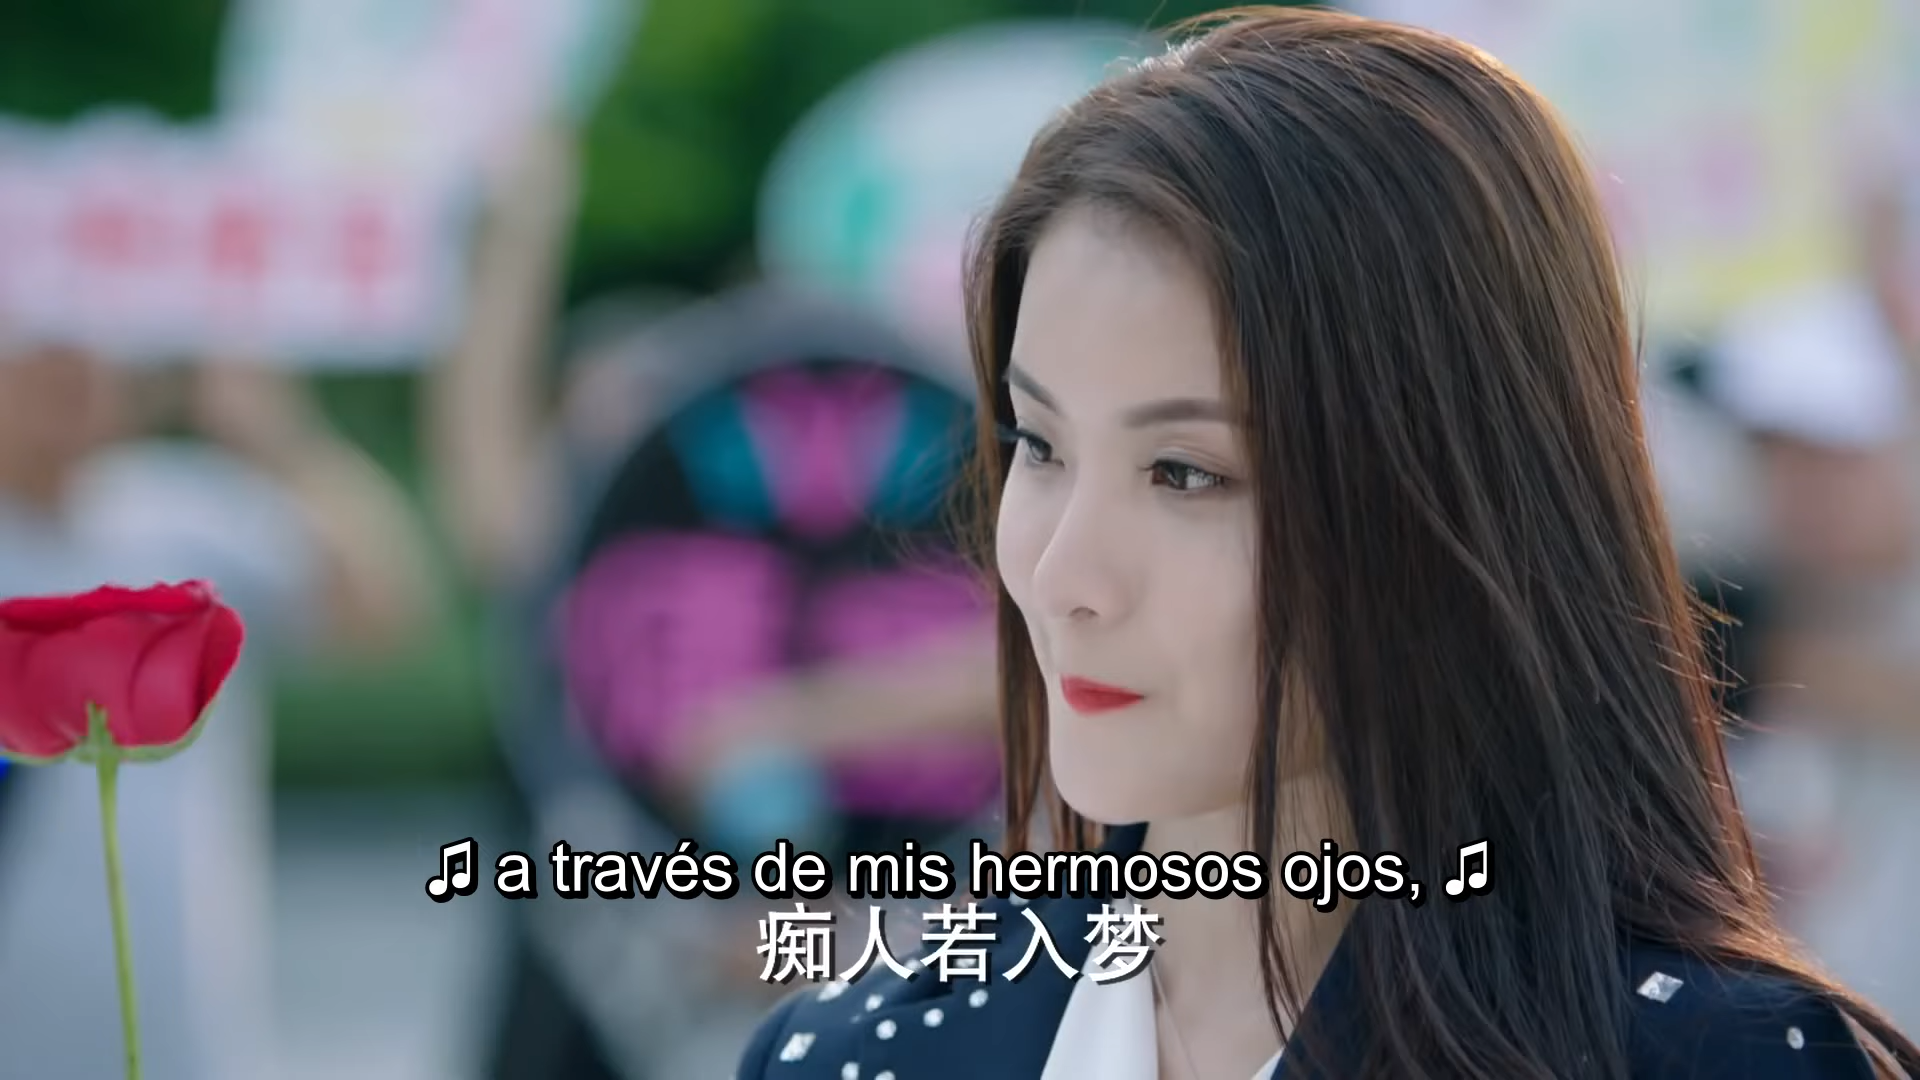 ♫ a través de mis hermosos ojos, ♫
痴人若入梦